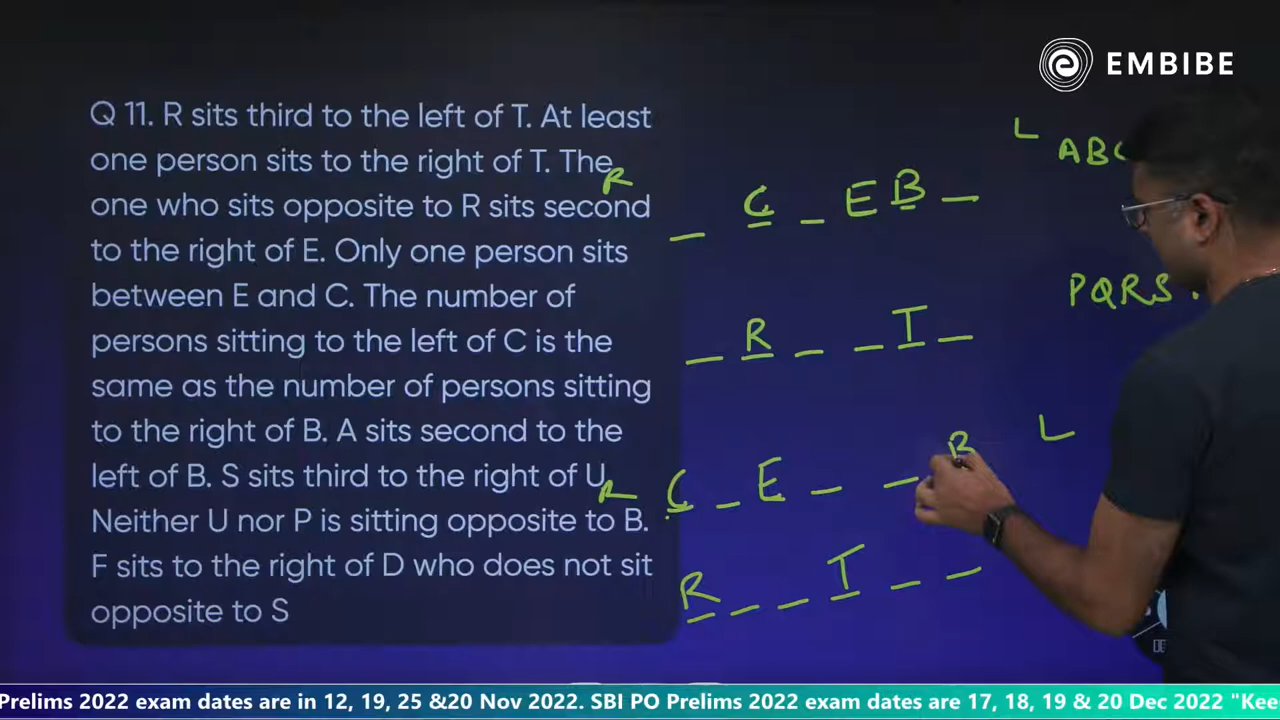 EMBIBE
Q 11. R sits third to the left of T. At least
one person sits to the right of T. The
one who sits opposite to R sits second
to the right of E. Only one person sits
between E and C. The number of
persons sitting to the left of C is the
same as the number of persons sitting
to the right of B. A sits second to the
left of B. S sits third to the right of U.
Neither U nor P is sitting opposite to B.
F sits to the right of D who does not sit
opposite to S
L
ABC
R
_ C _ E B _
PQRS
_ R _ _ T _
L
R C _ E _ _ B
R _ _ T _ _
Prelims 2022 exam dates are in 12, 19, 25 &20 Nov 2022. SBI PO Prelims 2022 exam dates are 17, 18, 19 & 20 Dec 2022 "Kee